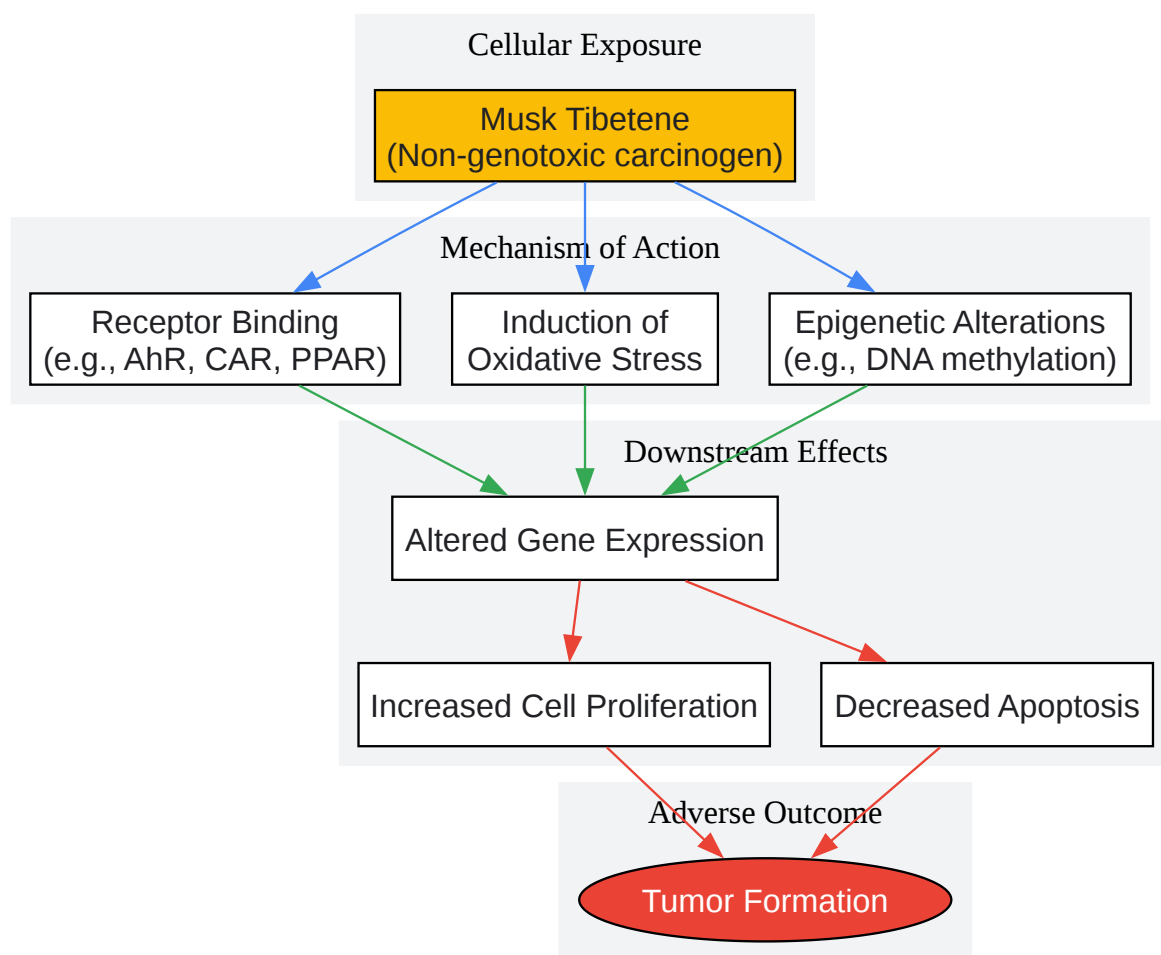 Cellular Exposure
Musk Tibetene
(Non-genotoxic carcinogen)
Mechanism of Action
Receptor Binding
(e.g., AhR, CAR, PPAR)
Induction of
Oxidative Stress
Epigenetic Alterations
(e.g., DNA methylation)
Downstream Effects
Altered Gene Expression
Increased Cell Proliferation
Decreased Apoptosis
Adverse Outcome
Tumor Formation